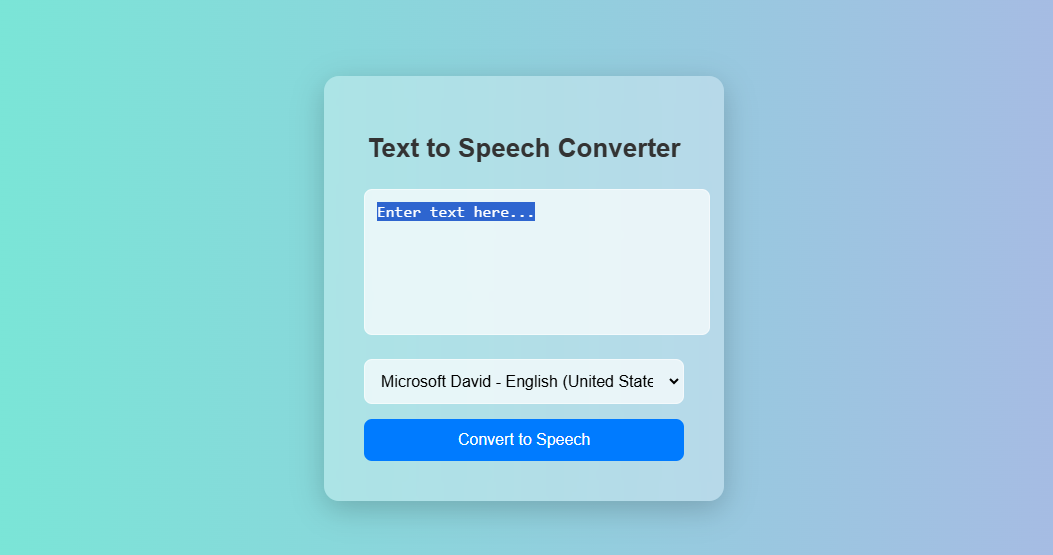 Text to Speech Converter
Enter text here...
Microsoft David - English (United State
Convert to Speech